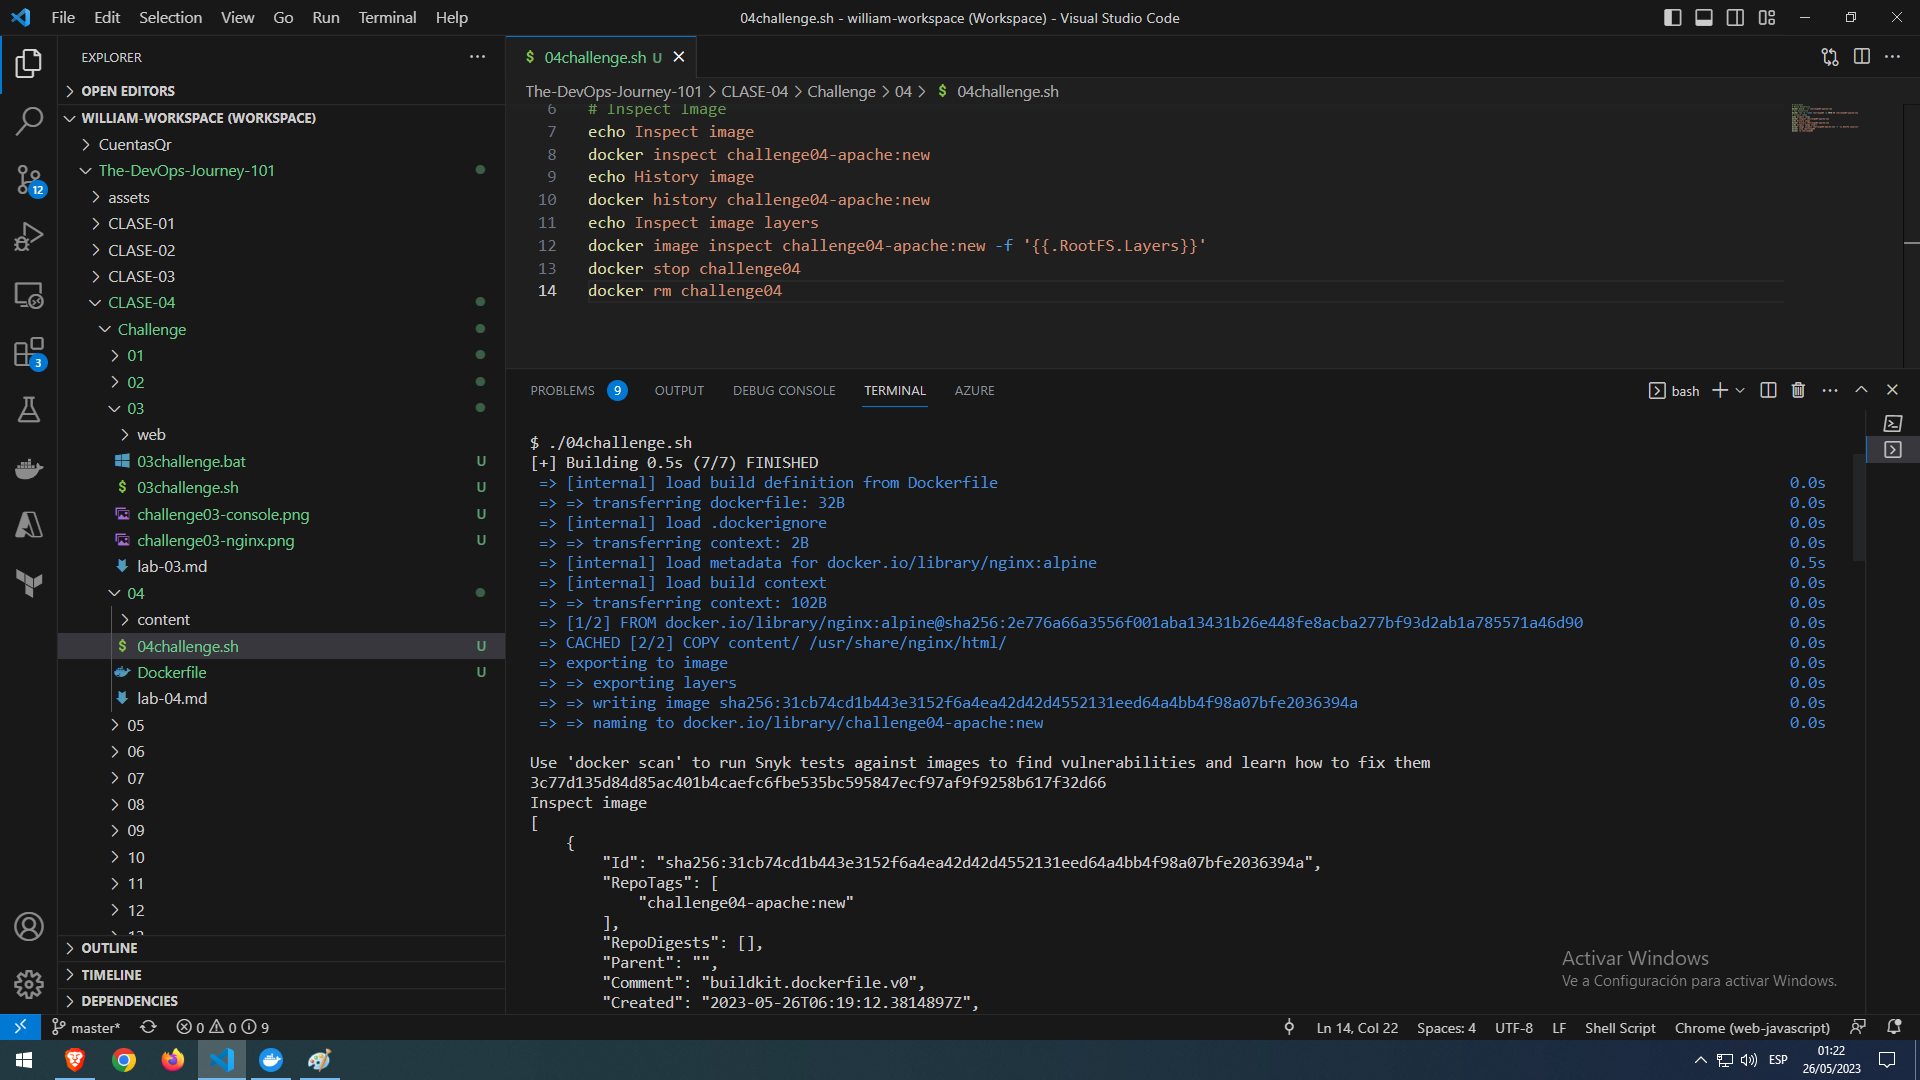 File Edit Selection View Go Run Terminal Help
04challenge.sh - william-workspace (Workspace) - Visual Studio Code
EXPLORER
OPEN EDITORS
WILLIAM-WORKSPACE (WORKSPACE)
CuentasQr
The-DevOps-Journey-101
assets
CLASE-01
CLASE-02
CLASE-03
CLASE-04
Challenge
01
02
03
web
03challenge.bat U
03challenge.sh U
challenge03-console.png U
challenge03-nginx.png U
lab-03.md
04
content
04challenge.sh U
Dockerfile U
lab-04.md
05
06
07
08
09
10
11
12
OUTLINE
TIMELINE
DEPENDENCIES
12
3
$ 04challenge.sh U
The-DevOps-Journey-101 > CLASE-04 > Challenge > 04 > $ 04challenge.sh
6 # Inspect Image
7 echo Inspect image
8 docker inspect challenge04-apache:new
9 echo History image
10 docker history challenge04-apache:new
11 echo Inspect image layers
12 docker image inspect challenge04-apache:new -f '{{.RootFS.Layers}}'
13 docker stop challenge04
14 docker rm challenge04
PROBLEMS 9 OUTPUT DEBUG CONSOLE TERMINAL AZURE
bash
$ ./04challenge.sh
[+] Building 0.5s (7/7) FINISHED
=> [internal] load build definition from Dockerfile 0.0s
=> => transferring dockerfile: 32B 0.0s
=> [internal] load .dockerignore 0.0s
=> => transferring context: 2B 0.0s
=> [internal] load metadata for docker.io/library/nginx:alpine 0.5s
=> [internal] load build context 0.0s
=> => transferring context: 102B 0.0s
=> [1/2] FROM docker.io/library/nginx:alpine@sha256:2e776a66a3556f001aba13431b26e448fe8acba277bf93d2ab1a785571a46d90 0.0s
=> CACHED [2/2] COPY content/ /usr/share/nginx/html/ 0.0s
=> exporting to image 0.0s
=> => exporting layers 0.0s
=> => writing image sha256:31cb74cd1b443e3152f6a4ea42d42d4552131eed64a4bb4f98a07bfe2036394a 0.0s
=> => naming to docker.io/library/challenge04-apache:new 0.0s
Use 'docker scan' to run Snyk tests against images to find vulnerabilities and learn how to fix them
3c77d135d84d85ac401b4caefc6fbe535bc595847ecf97af9f9258b617f32d66
Inspect image
[
{
"Id": "sha256:31cb74cd1b443e3152f6a4ea42d42d4552131eed64a4bb4f98a07bfe2036394a",
"RepoTags": [
"challenge04-apache:new"
],
"RepoDigests": [],
"Parent": "",
"Comment": "buildkit.dockerfile.v0",
"Created": "2023-05-26T06:19:12.3814897Z",
Activar Windows
Ve a Configuración para activar Windows.
master* 0 0 9
Ln 14, Col 22 Spaces: 4 UTF-8 LF Shell Script Chrome (web-javascript)
ESP
01:22
26/05/2023